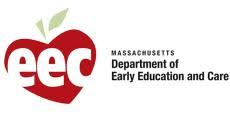 eec
MASSACHUSETTS
Department of
Early Education and Care